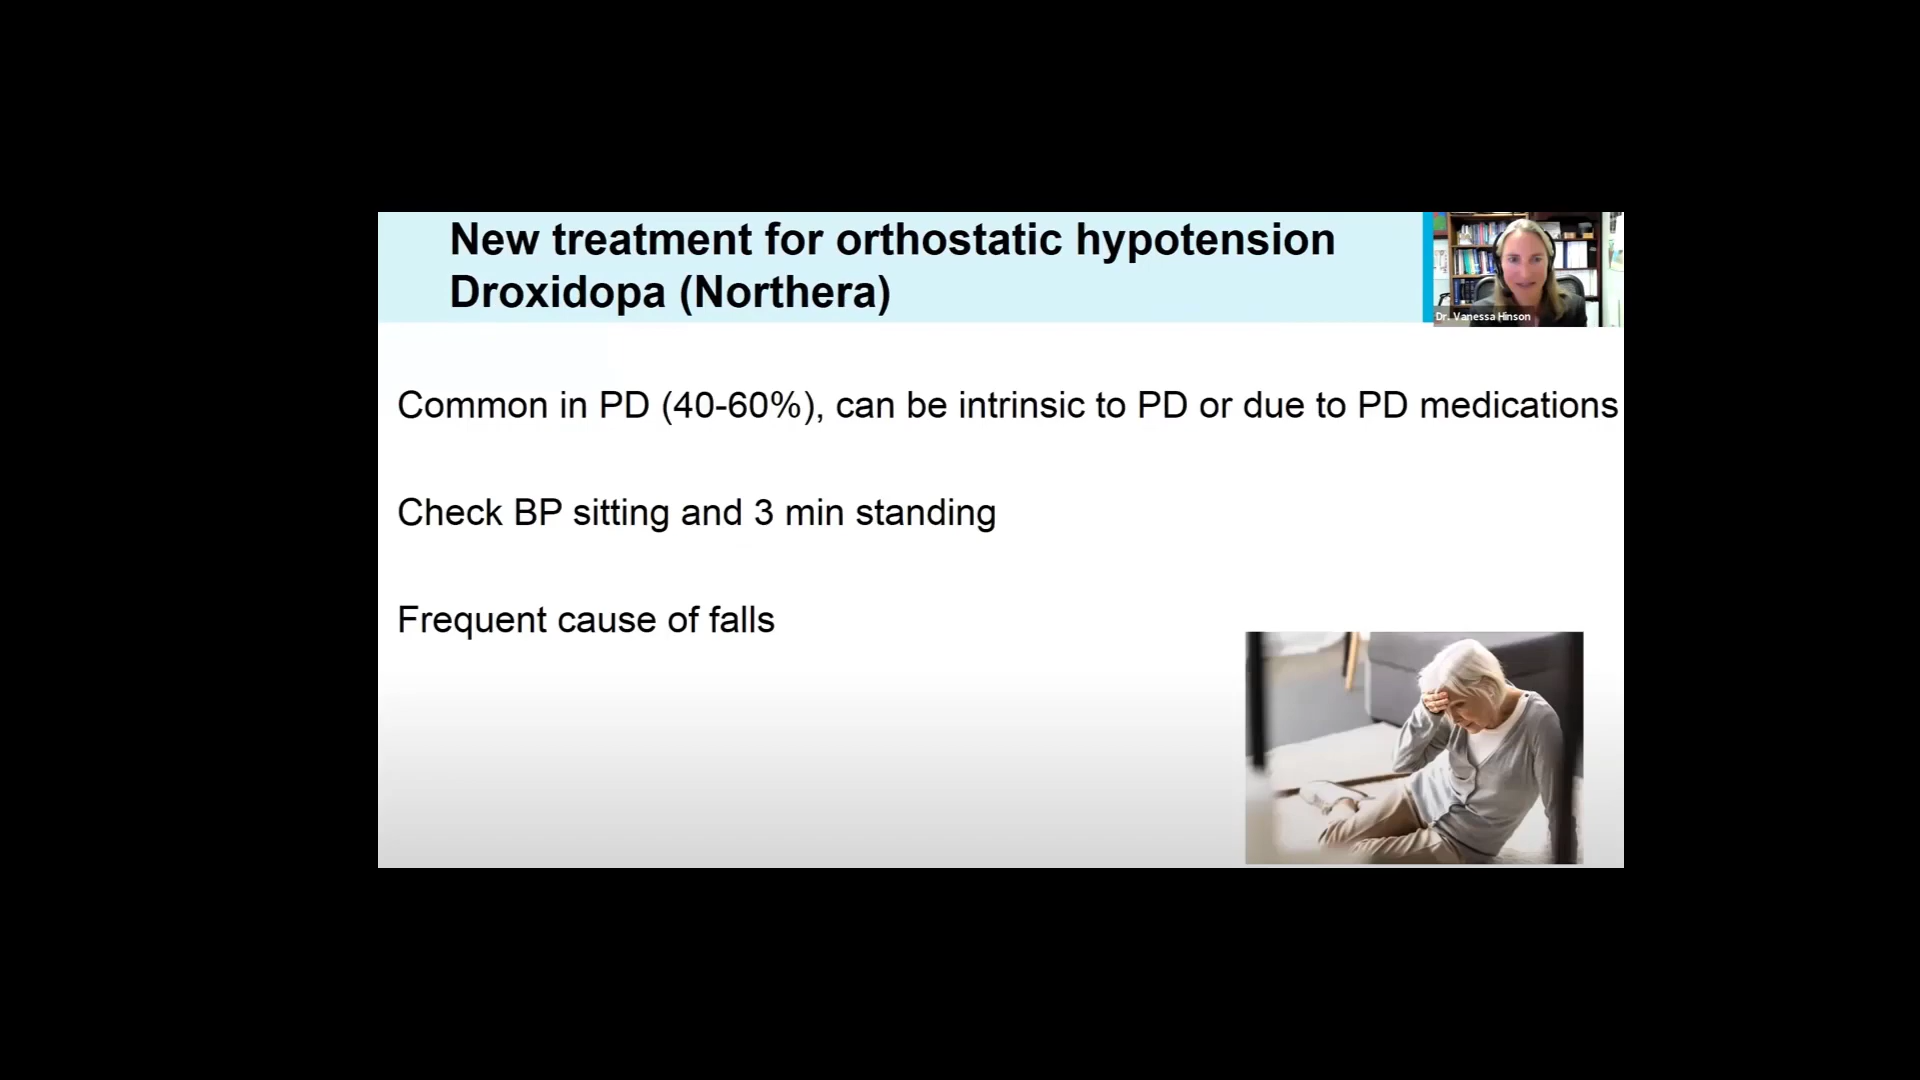 New treatment for orthostatic hypotension
Droxidopa (Northera)
Dr. Vanessa Hinson
Common in PD (40-60%), can be intrinsic to PD or due to PD medications
Check BP sitting and 3 min standing
Frequent cause of falls